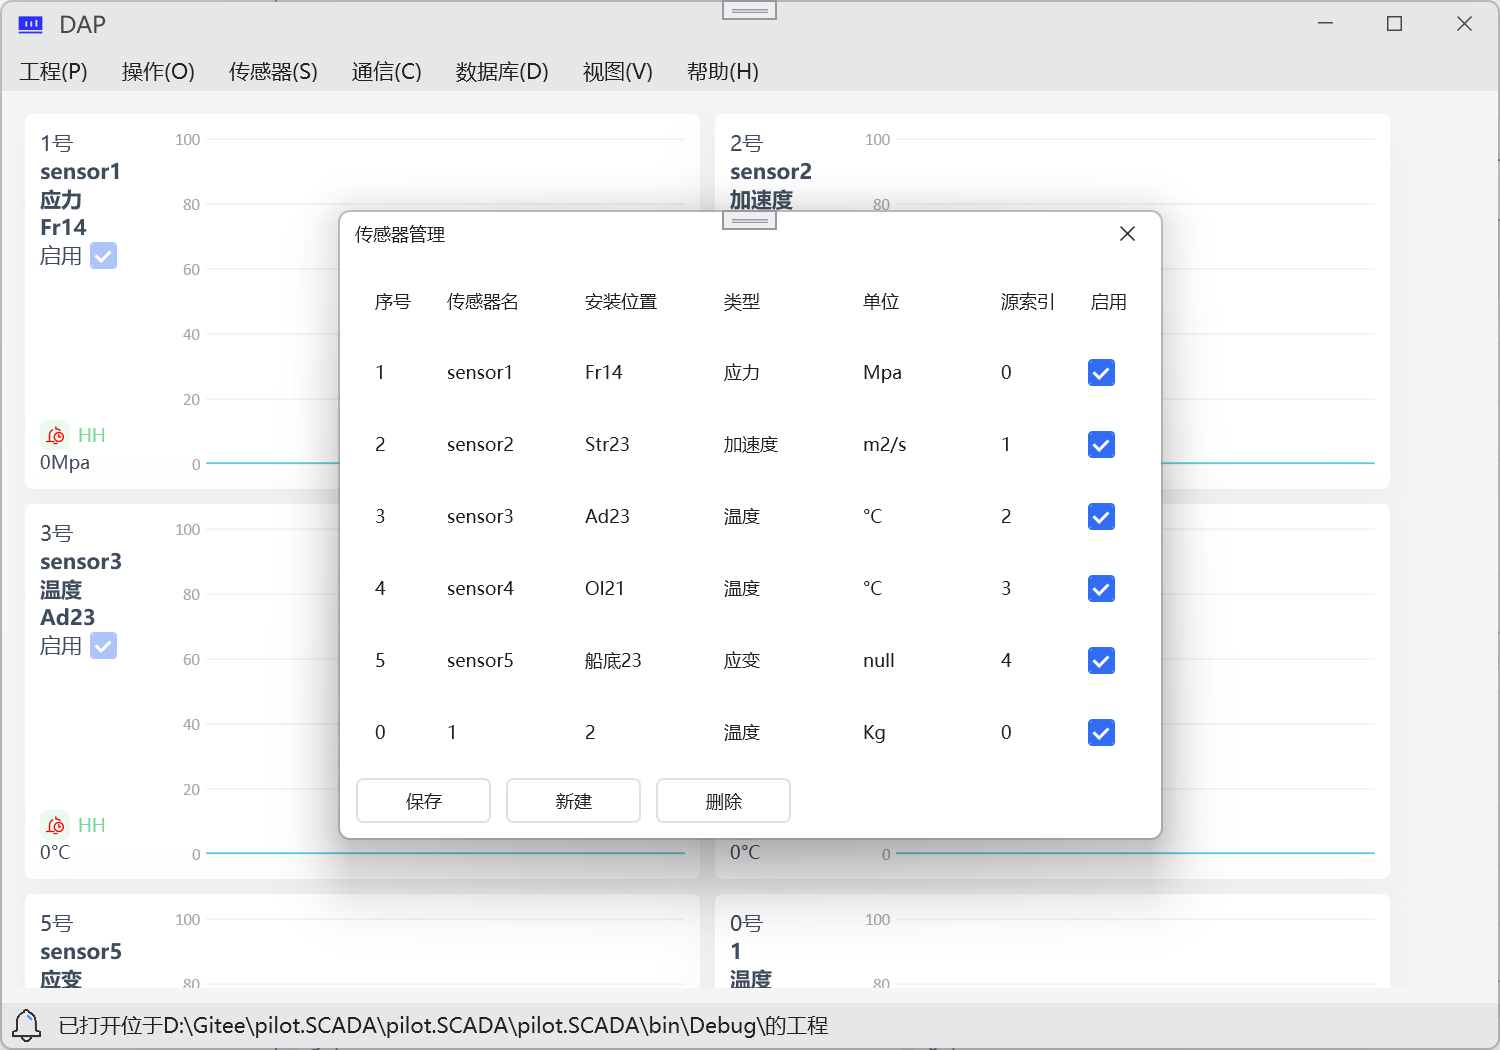 DAP
工程(P) 操作(O) 传感器(S) 通信(C) 数据库(D) 视图(V) 帮助(H)
1号
sensor1
应力
Fr14
启用
HH
0Mpa
100
80
60
40
20
0
2号
sensor2
加速度
100
80
传感器管理
序号 传感器名 安装位置 类型 单位 源索引 启用
1 sensor1 Fr14 应力 Mpa 0
2 sensor2 Str23 加速度 m2/s 1
3 sensor3 Ad23 温度 °C 2
4 sensor4 Ol21 温度 °C 3
5 sensor5 船底23 应变 null 4
0 1 2 温度 Kg 0
保存 新建 删除
3号
sensor3
温度
Ad23
启用
HH
0°C
100
80
60
40
20
0
0°C
0
5号
sensor5
应变
100
80
0号
1
温度
100
80
已打开位于D:\Gitee\pilot.SCADA\pilot.SCADA\pilot.SCADA\bin\Debug\的工程